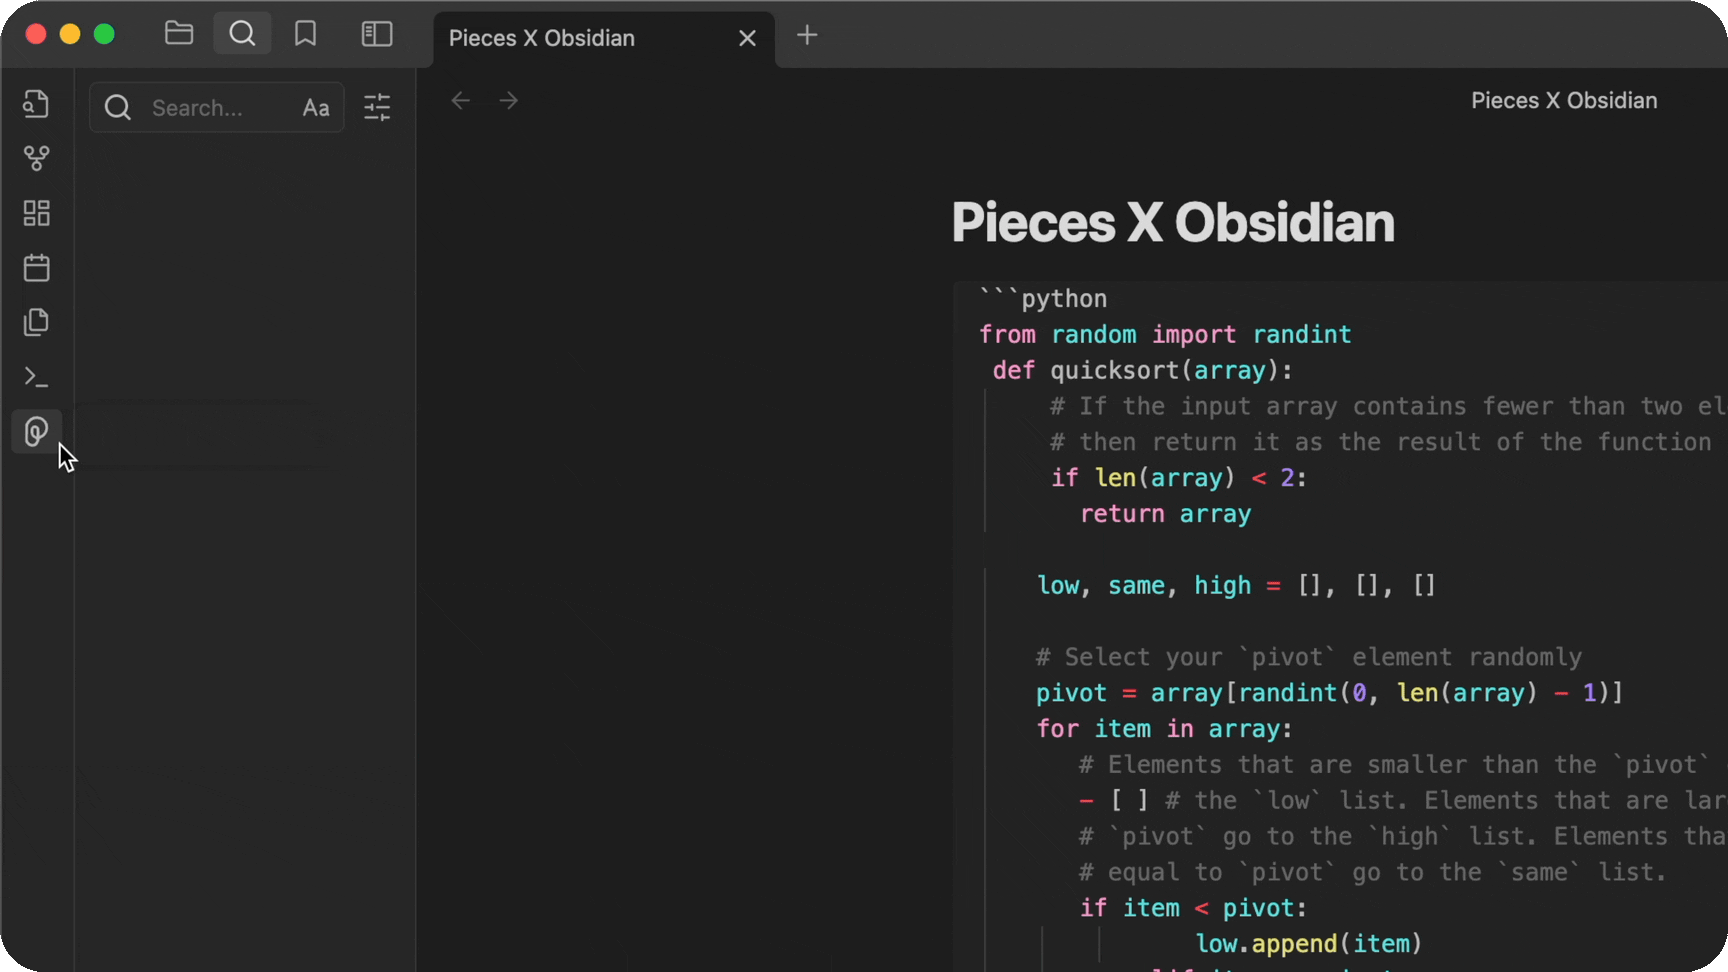 Pieces X Obsidian
Search...
Aa
Pieces X Obsidian
Pieces X Obsidian
```python
from random import randint
def quicksort(array):
# If the input array contains fewer than two el
# then return it as the result of the function
if len(array) < 2:
return array
low, same, high = [], [], []
# Select your `pivot` element randomly
pivot = array[randint(0, len(array) - 1)]
for item in array:
# Elements that are smaller than the `pivot`
- [ ] # the `low` list. Elements that are lar
# `pivot` go to the `high` list. Elements tha
# equal to `pivot` go to the `same` list.
if item < pivot:
low.append(item)